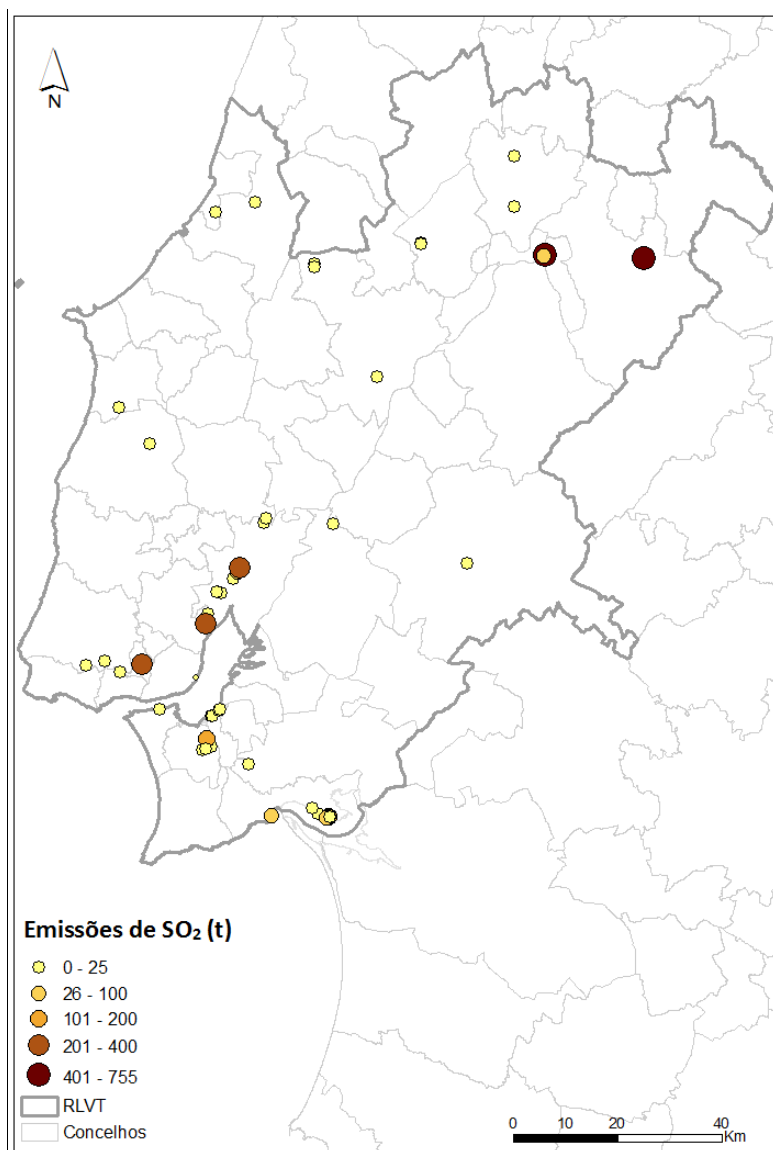 N
Emissões de SO₂ (t)
0 - 25
26 - 100
101 - 200
201 - 400
401 - 755
RLVT
Concelhos
0 10 20 40
Km